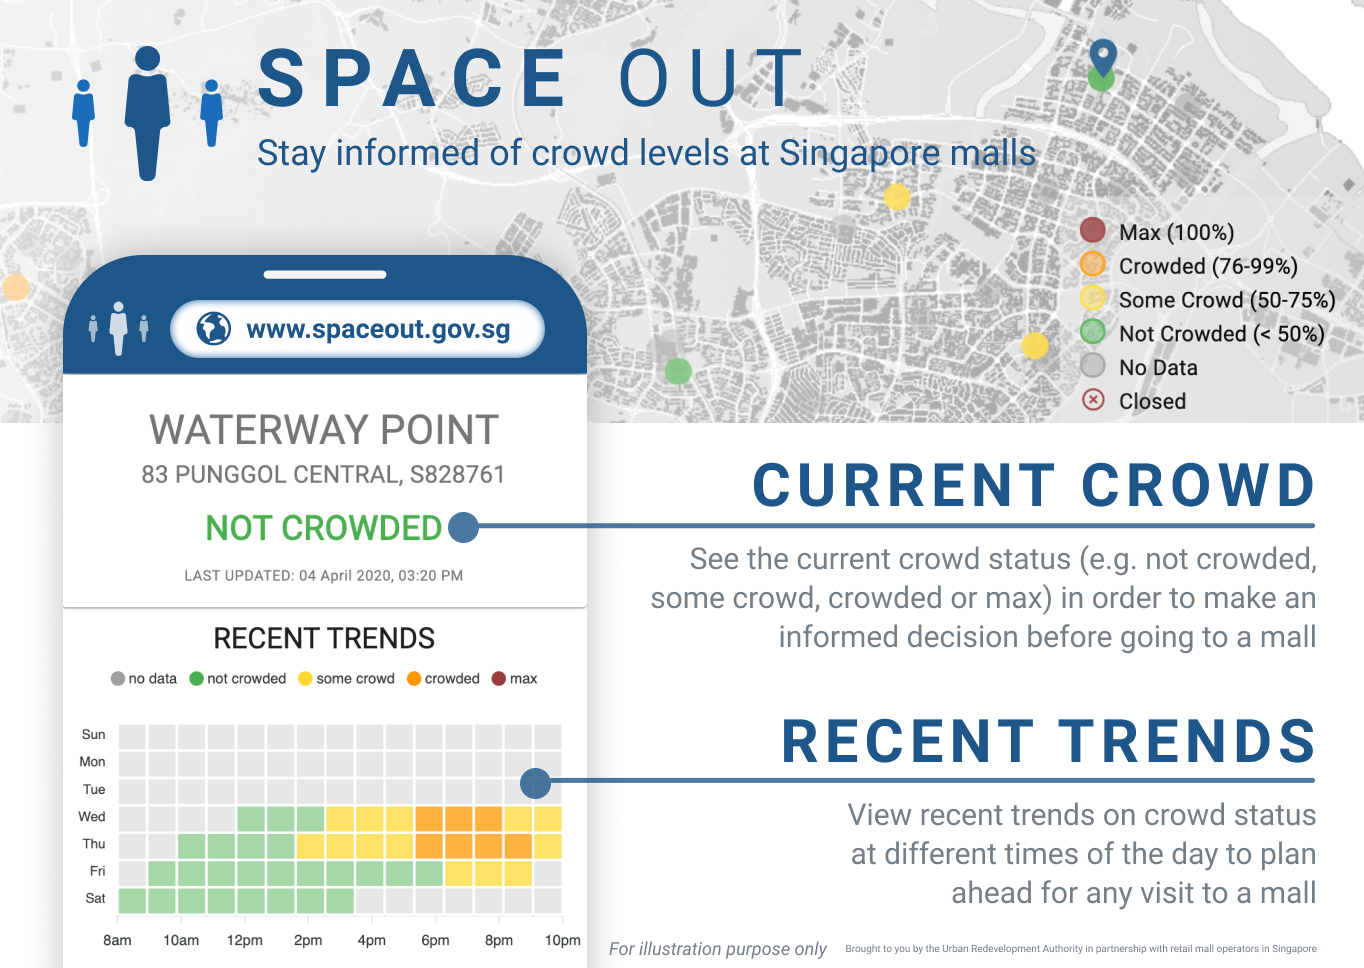 SPACE OUT
Stay informed of crowd levels at Singapore malls
Max (100%)
Crowded (76-99%)
Some Crowd (50-75%)
Not Crowded (< 50%)
No Data
Closed
www.spaceout.gov.sg
WATERWAY POINT
83 PUNGGOL CENTRAL, S828761
NOT CROWDED
LAST UPDATED: 04 April 2020, 03:20 PM
RECENT TRENDS
no data not crowded some crowd crowded max
Sun
Mon
Tue
Wed
Thu
Fri
Sat
8am 10am 12pm 2pm 4pm 6pm 8pm 10pm
CURRENT CROWD
See the current crowd status (e.g. not crowded,
some crowd, crowded or max) in order to make an
informed decision before going to a mall
RECENT TRENDS
View recent trends on crowd status
at different times of the day to plan
ahead for any visit to a mall
For illustration purpose only
Brought to you by the Urban Redevelopment Authority in partnership with retail mall operators in Singapore